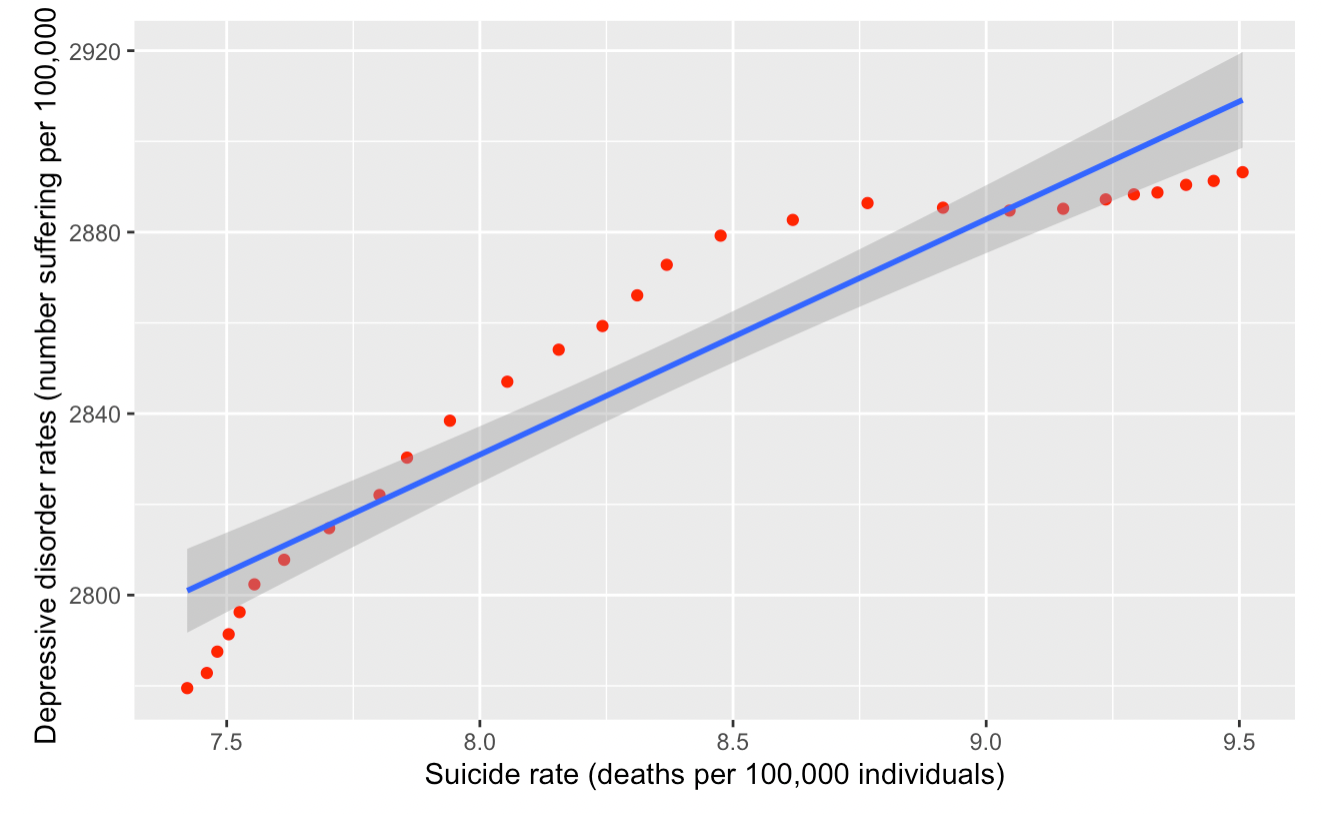 Depressive disorder rates (number suffering per 100,000
2920
2880
2840
2800
7.5 8.0 8.5 9.0 9.5
Suicide rate (deaths per 100,000 individuals)